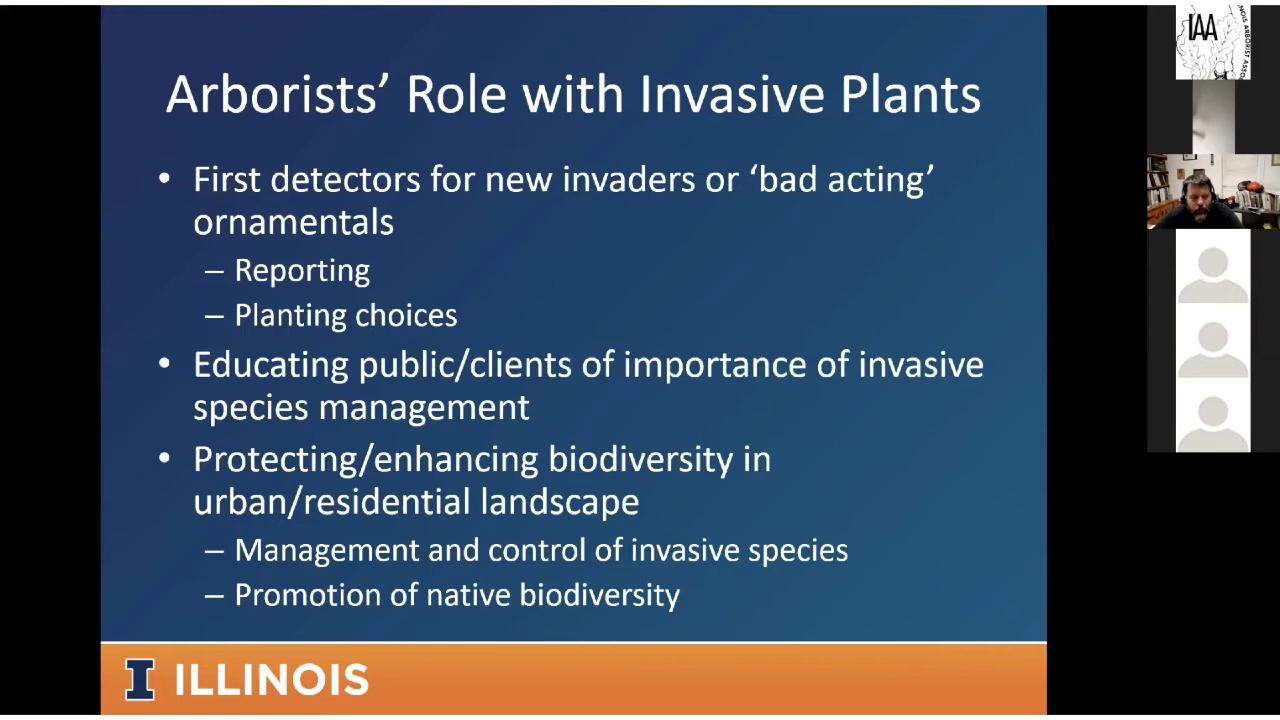 Arborists’ Role with Invasive Plants
• First detectors for new invaders or ‘bad acting’
ornamentals
– Reporting
– Planting choices
• Educating public/clients of importance of invasive
species management
• Protecting/enhancing biodiversity in
urban/residential landscape
– Management and control of invasive species
– Promotion of native biodiversity
I ILLINOIS
IAA